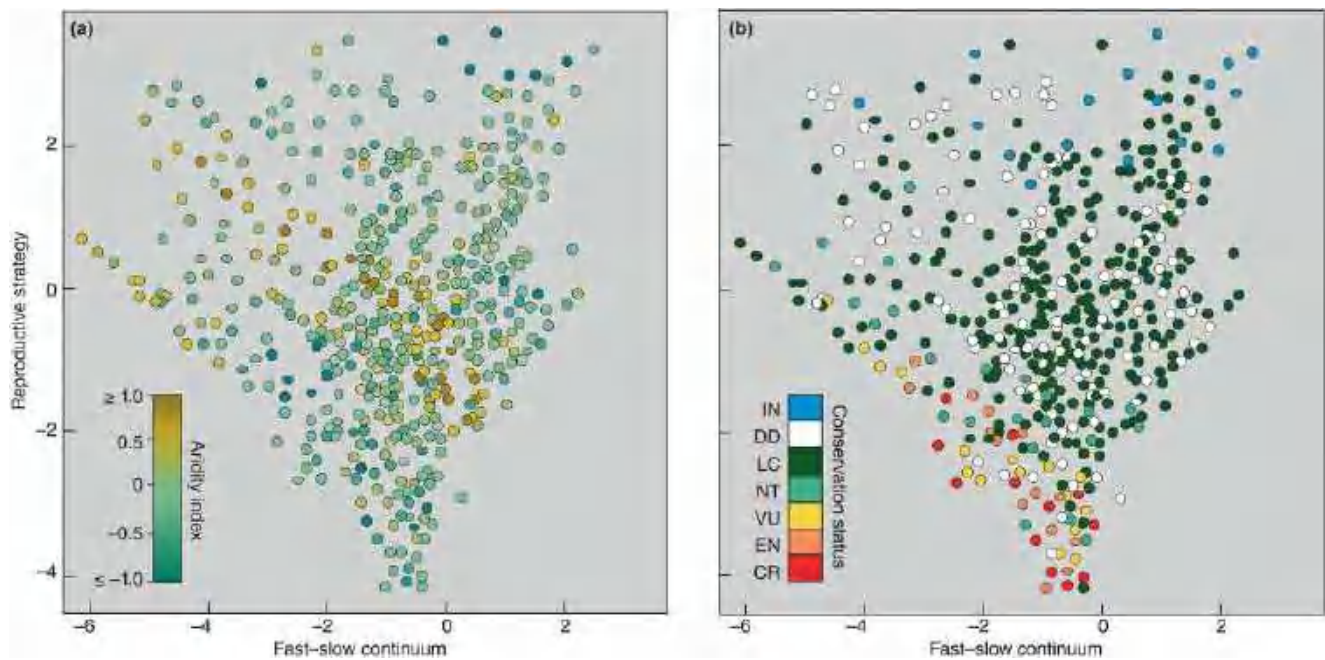 (a)
2
0
−2
−4
Reproductive strategy
≥ 1.0
0.5
0
−0.5
≤ −1.0
Aridity index
−6 −4 −2 0 2
Fast–slow continuum
(b)
IN
DD
LC
NT
VU
EN
CR
Conservation status
−6 −4 −2 0 2
Fast–slow continuum